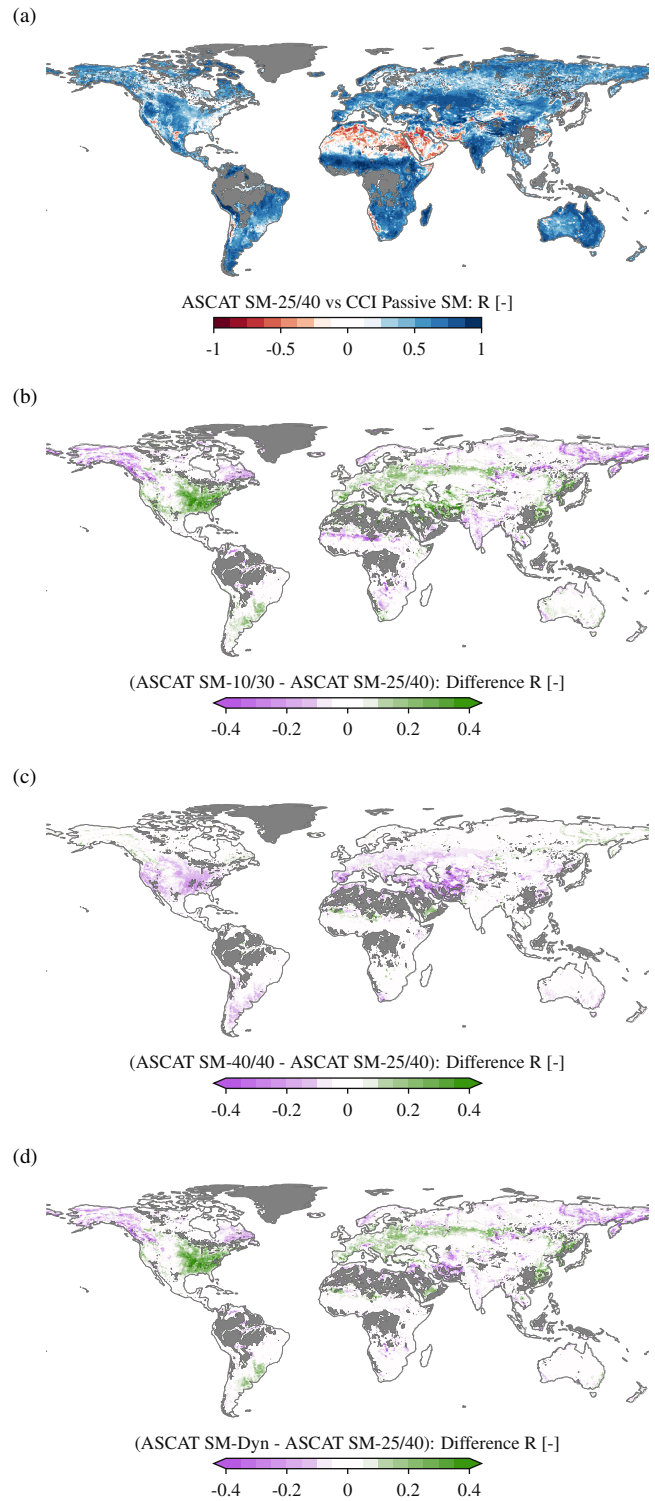 (a)
ASCAT SM-25/40 vs CCI Passive SM: R [-]
-1 -0.5 0 0.5 1
(b)
(ASCAT SM-10/30 - ASCAT SM-25/40): Difference R [-]
-0.4 -0.2 0 0.2 0.4
(c)
(ASCAT SM-40/40 - ASCAT SM-25/40): Difference R [-]
-0.4 -0.2 0 0.2 0.4
(d)
(ASCAT SM-Dyn - ASCAT SM-25/40): Difference R [-]
-0.4 -0.2 0 0.2 0.4